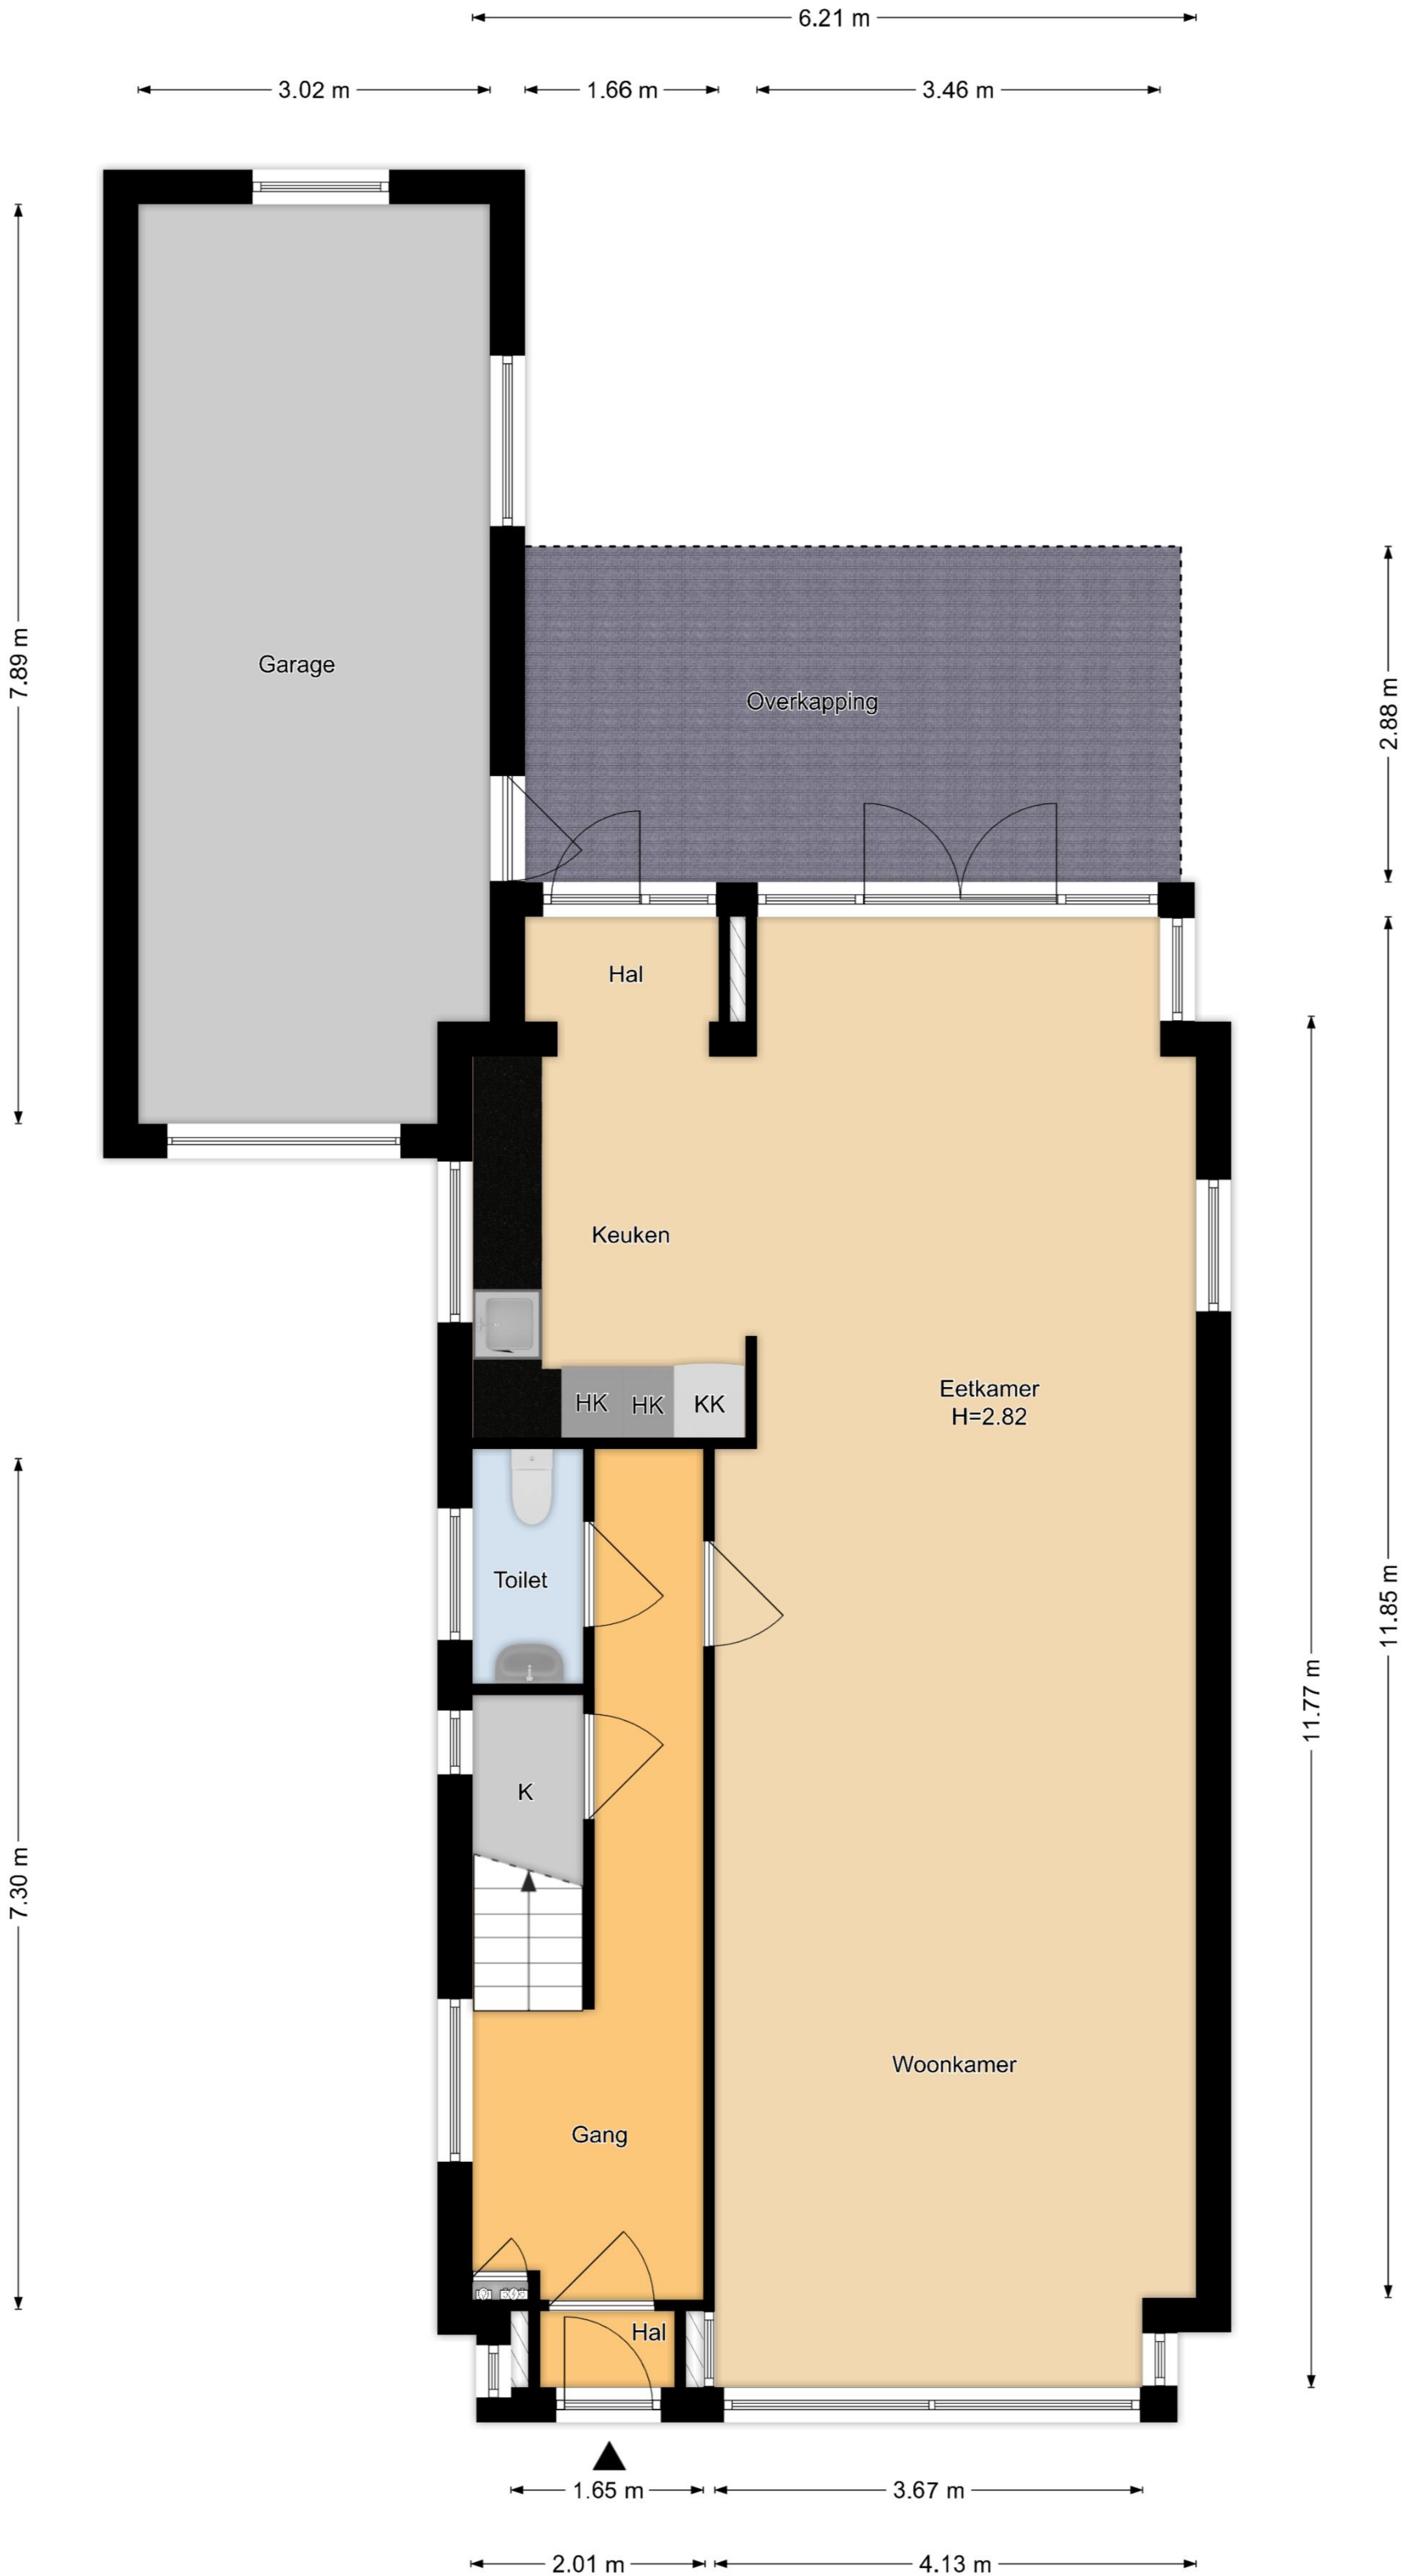 6.21 m
3.02 m
1.66 m
3.46 m
7.89 m
Garage
Overkapping
2.88 m
Hal
Keuken
Eetkamer
H=2.82
HK
HK
KK
Toilet
11.85 m
11.77 m
K
7.30 m
Woonkamer
Gang
Hal
1.65 m
3.67 m
2.01 m
4.13 m